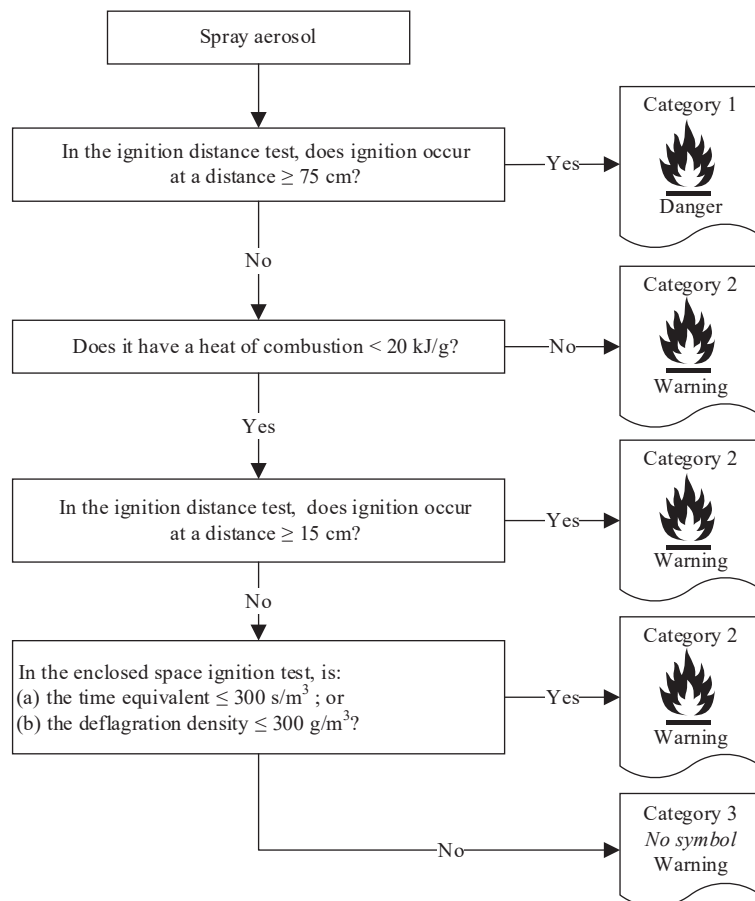 Spray aerosol
In the ignition distance test, does ignition occur
at a distance ≥ 75 cm?
Yes
Category 1
Danger
No
Does it have a heat of combustion < 20 kJ/g?
No
Category 2
Warning
Yes
In the ignition distance test, does ignition occur
at a distance ≥ 15 cm?
Yes
Category 2
Warning
No
In the enclosed space ignition test, is:
(a) the time equivalent ≤ 300 s/m³ ; or
(b) the deflagration density ≤ 300 g/m³?
Yes
Category 2
Warning
No
Category 3
No symbol
Warning